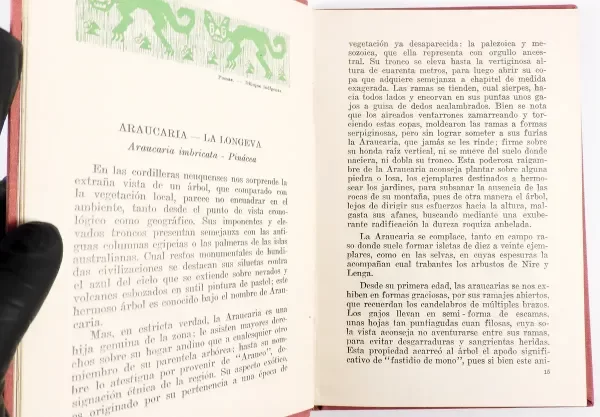 Pumas — Motivo indígena
ARAUCARIA — LA LONGEVA
Araucaria imbricata - Pinácea
En las cordilleras neuquenses nos sorprende la
extraña vista de un árbol, que comparado con
la vegetación local, parece no encuadrar en el
ambiente, tanto desde el punto de vista crono-
lógico como geográfico. Sus imponentes y ele-
vados troncos presentan semejanza con las anti-
guas columnas egipcias o las palmeras de las islas
australianas. Cual restos monumentales de hundi-
das civilizaciones se destacan sus siluetas contra
el azul del cielo que se extiende sobre nevados y
volcanes esbozados en sutil pintura de pastel; este
hermoso árbol es conocido bajo el nombre de Arau-
caria.
Mas, en estricta verdad, la Araucaria es una
hija genuina de la zona: le asisten mayores dere-
chos sobre su hogar andino que a cualesquier otro
miembro de su parentela arbórea; hasta su nom-
bre lo atestigua por provenir de "Arauco", de-
signación étnica de la región. Su aspecto exótico,
es originado por su pertenencia a una época de
vegetación ya desaparecida: la paleozoica y me-
sozoica, que ella representa con orgullo ances-
tral. Su tronco se eleva hasta la vertiginosa altura
de cuarenta metros, para luego abrir su co-
pa que adquiere semejanza a chapitel de medida
exagerada. Las ramas se tienden, cual sierpes, ha-
cia todos lados y encorvan en sus puntas unos ga-
jos a guisa de dedos acalambrados. Bien se nota
que los aireados ventarrones zamarreando y tor-
ciendo estas copas, moldearon las ramas a formas
serpiginosas, pero sin lograr someter a sus furias
la Araucaria, que jamás se les rinde; firme sobre
su honda raíz vertical, ni se mueve del suelo donde
naciera, ni dobla su tronco. Esta poderosa raigam-
bre de la Araucaria aconseja plantar sobre alguna
piedra o losa, los ejemplares destinados a hermo-
sear los jardines, para subsanar la ausencia de las
rocas de su montaña, pues de otra manera el árbol,
lejos de dirigir sus esfuerzos hacia la altura, mal-
gasta sus afanes, buscando mediante una exube-
rante radificación la dureza roquiza anhelada.
La Araucaria se complace, tanto en campo ra-
so donde suele formar isletas de diez a veinte ejem-
plares, como en las selvas, en cuyas espesuras la
acompañan cual trabantes los arbustos de Ñire y
Lenga.
Desde su primera edad, las araucarias se nos ex-
hiben en formas graciosas, por sus ramajes abiertos,
que recuerdan los candelabros de múltiples brazos.
Los gajos llevan en semi-forma de escamas,
unas hojas tan puntiagudas cuan filosas, cuya so-
la vista aconseja no aventurarse entre sus ramas,
para evitar desgarraduras y sangrientas heridas.
Esta propiedad acarreó al árbol el apodo signifi-
cativo de "fastidio de mono", pues si bien este ani-
15